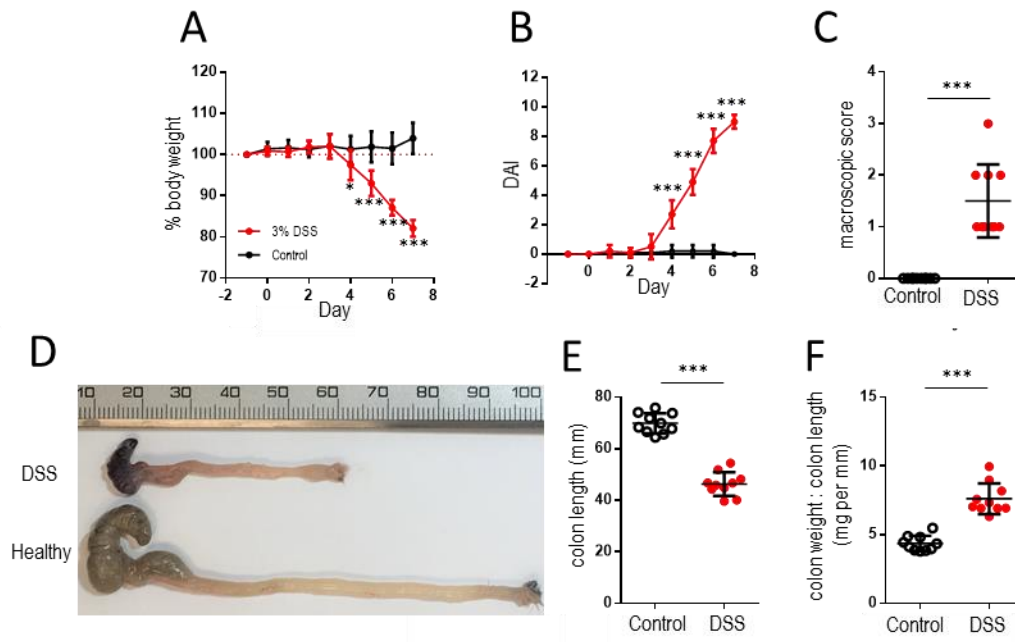 A
120
110
100
90
80
70
% body weight
*
***
***
***
3% DSS
Control
-2
0
2
4
6
8
Day
B
12
10
8
6
4
2
0
-2
DAI
***
***
***
***
-2
0
2
4
6
8
Day
C
4
3
2
1
0
macroscopic score
***
Control
DSS
D
10 20 30 40 50 60 70 80 90 100
DSS
Healthy
E
80
60
40
20
0
colon length (mm)
***
Control
DSS
F
15
10
5
0
colon weight : colon length
(mg per mm)
***
Control
DSS